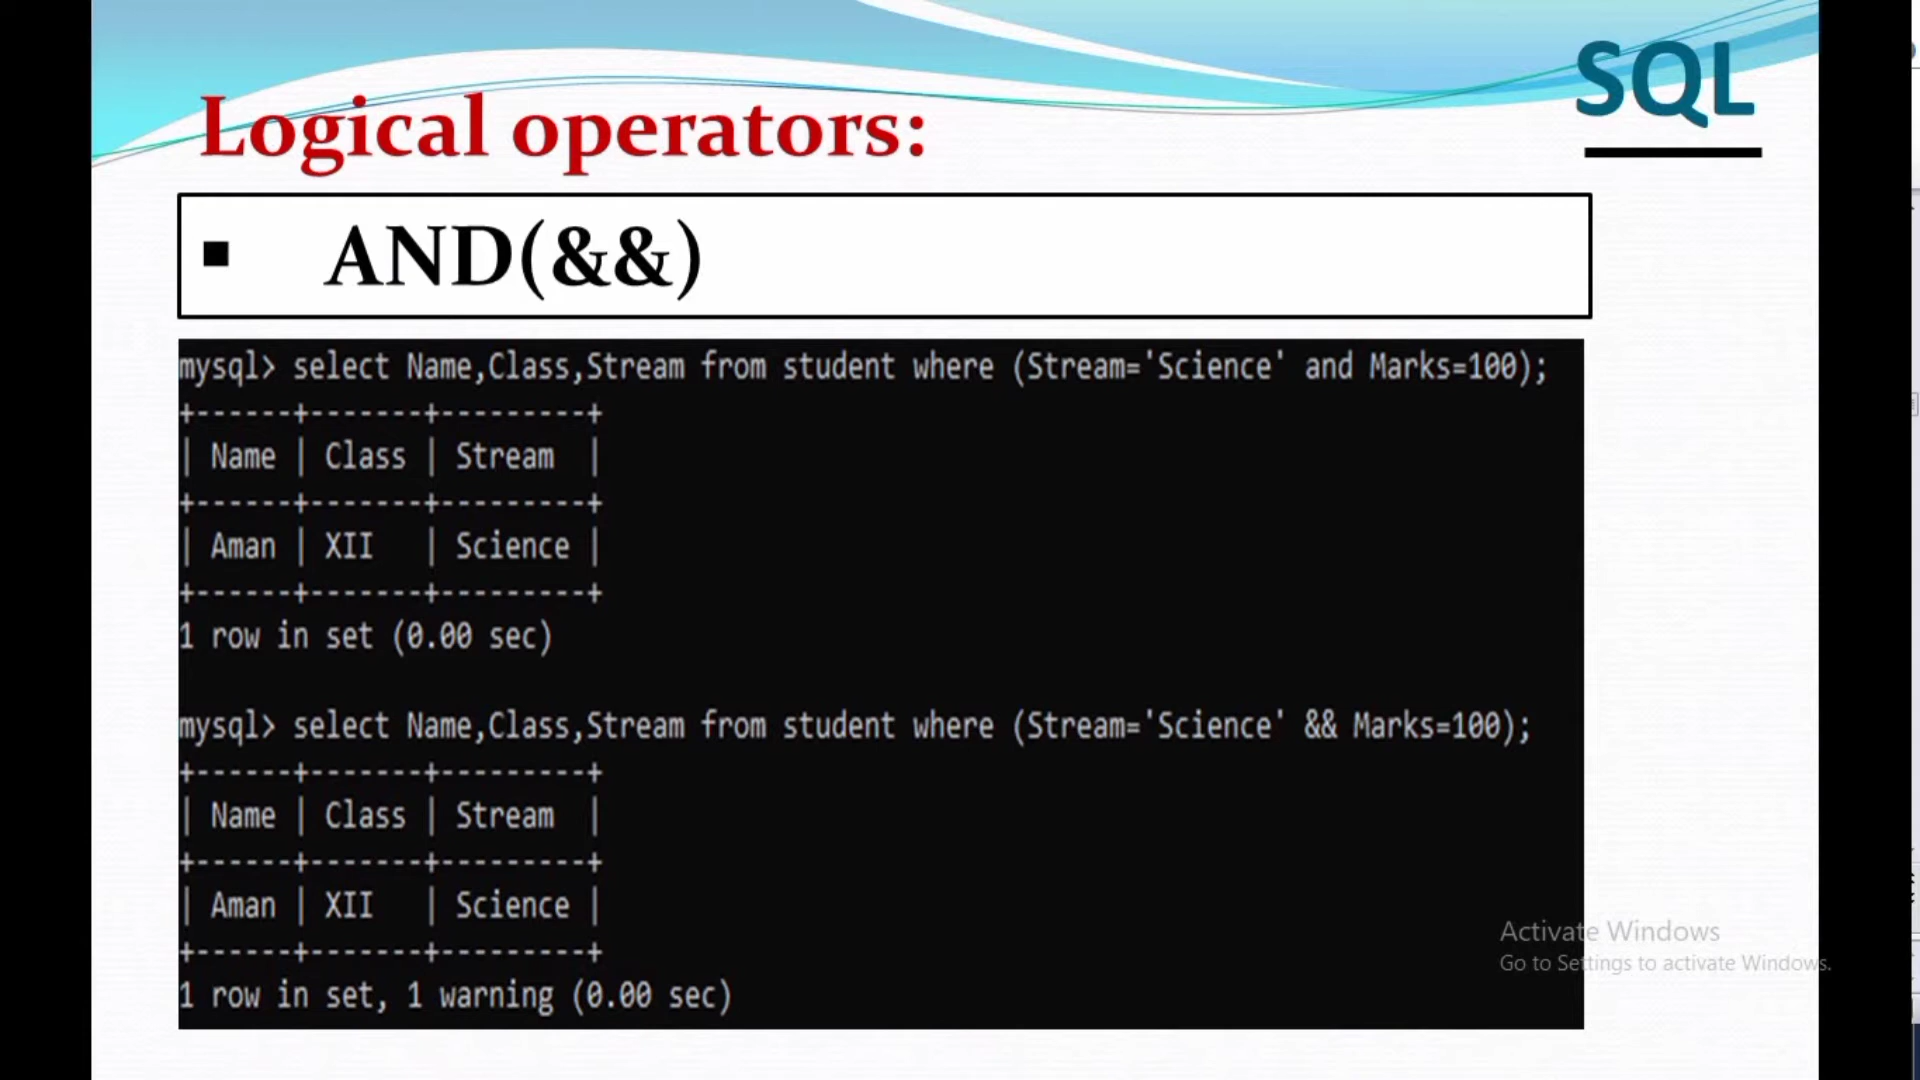 SQL
Logical operators:
▪ AND(&&)
mysql> select Name,Class,Stream from student where (Stream='Science' and Marks=100);
+------+-------+---------+
| Name | Class | Stream  |
+------+-------+---------+
| Aman | XII   | Science |
+------+-------+---------+
1 row in set (0.00 sec)
mysql> select Name,Class,Stream from student where (Stream='Science' && Marks=100);
+------+-------+---------+
| Name | Class | Stream  |
+------+-------+---------+
| Aman | XII   | Science |
+------+-------+---------+
1 row in set, 1 warning (0.00 sec)
Activate Windows
Go to Settings to activate Windows.